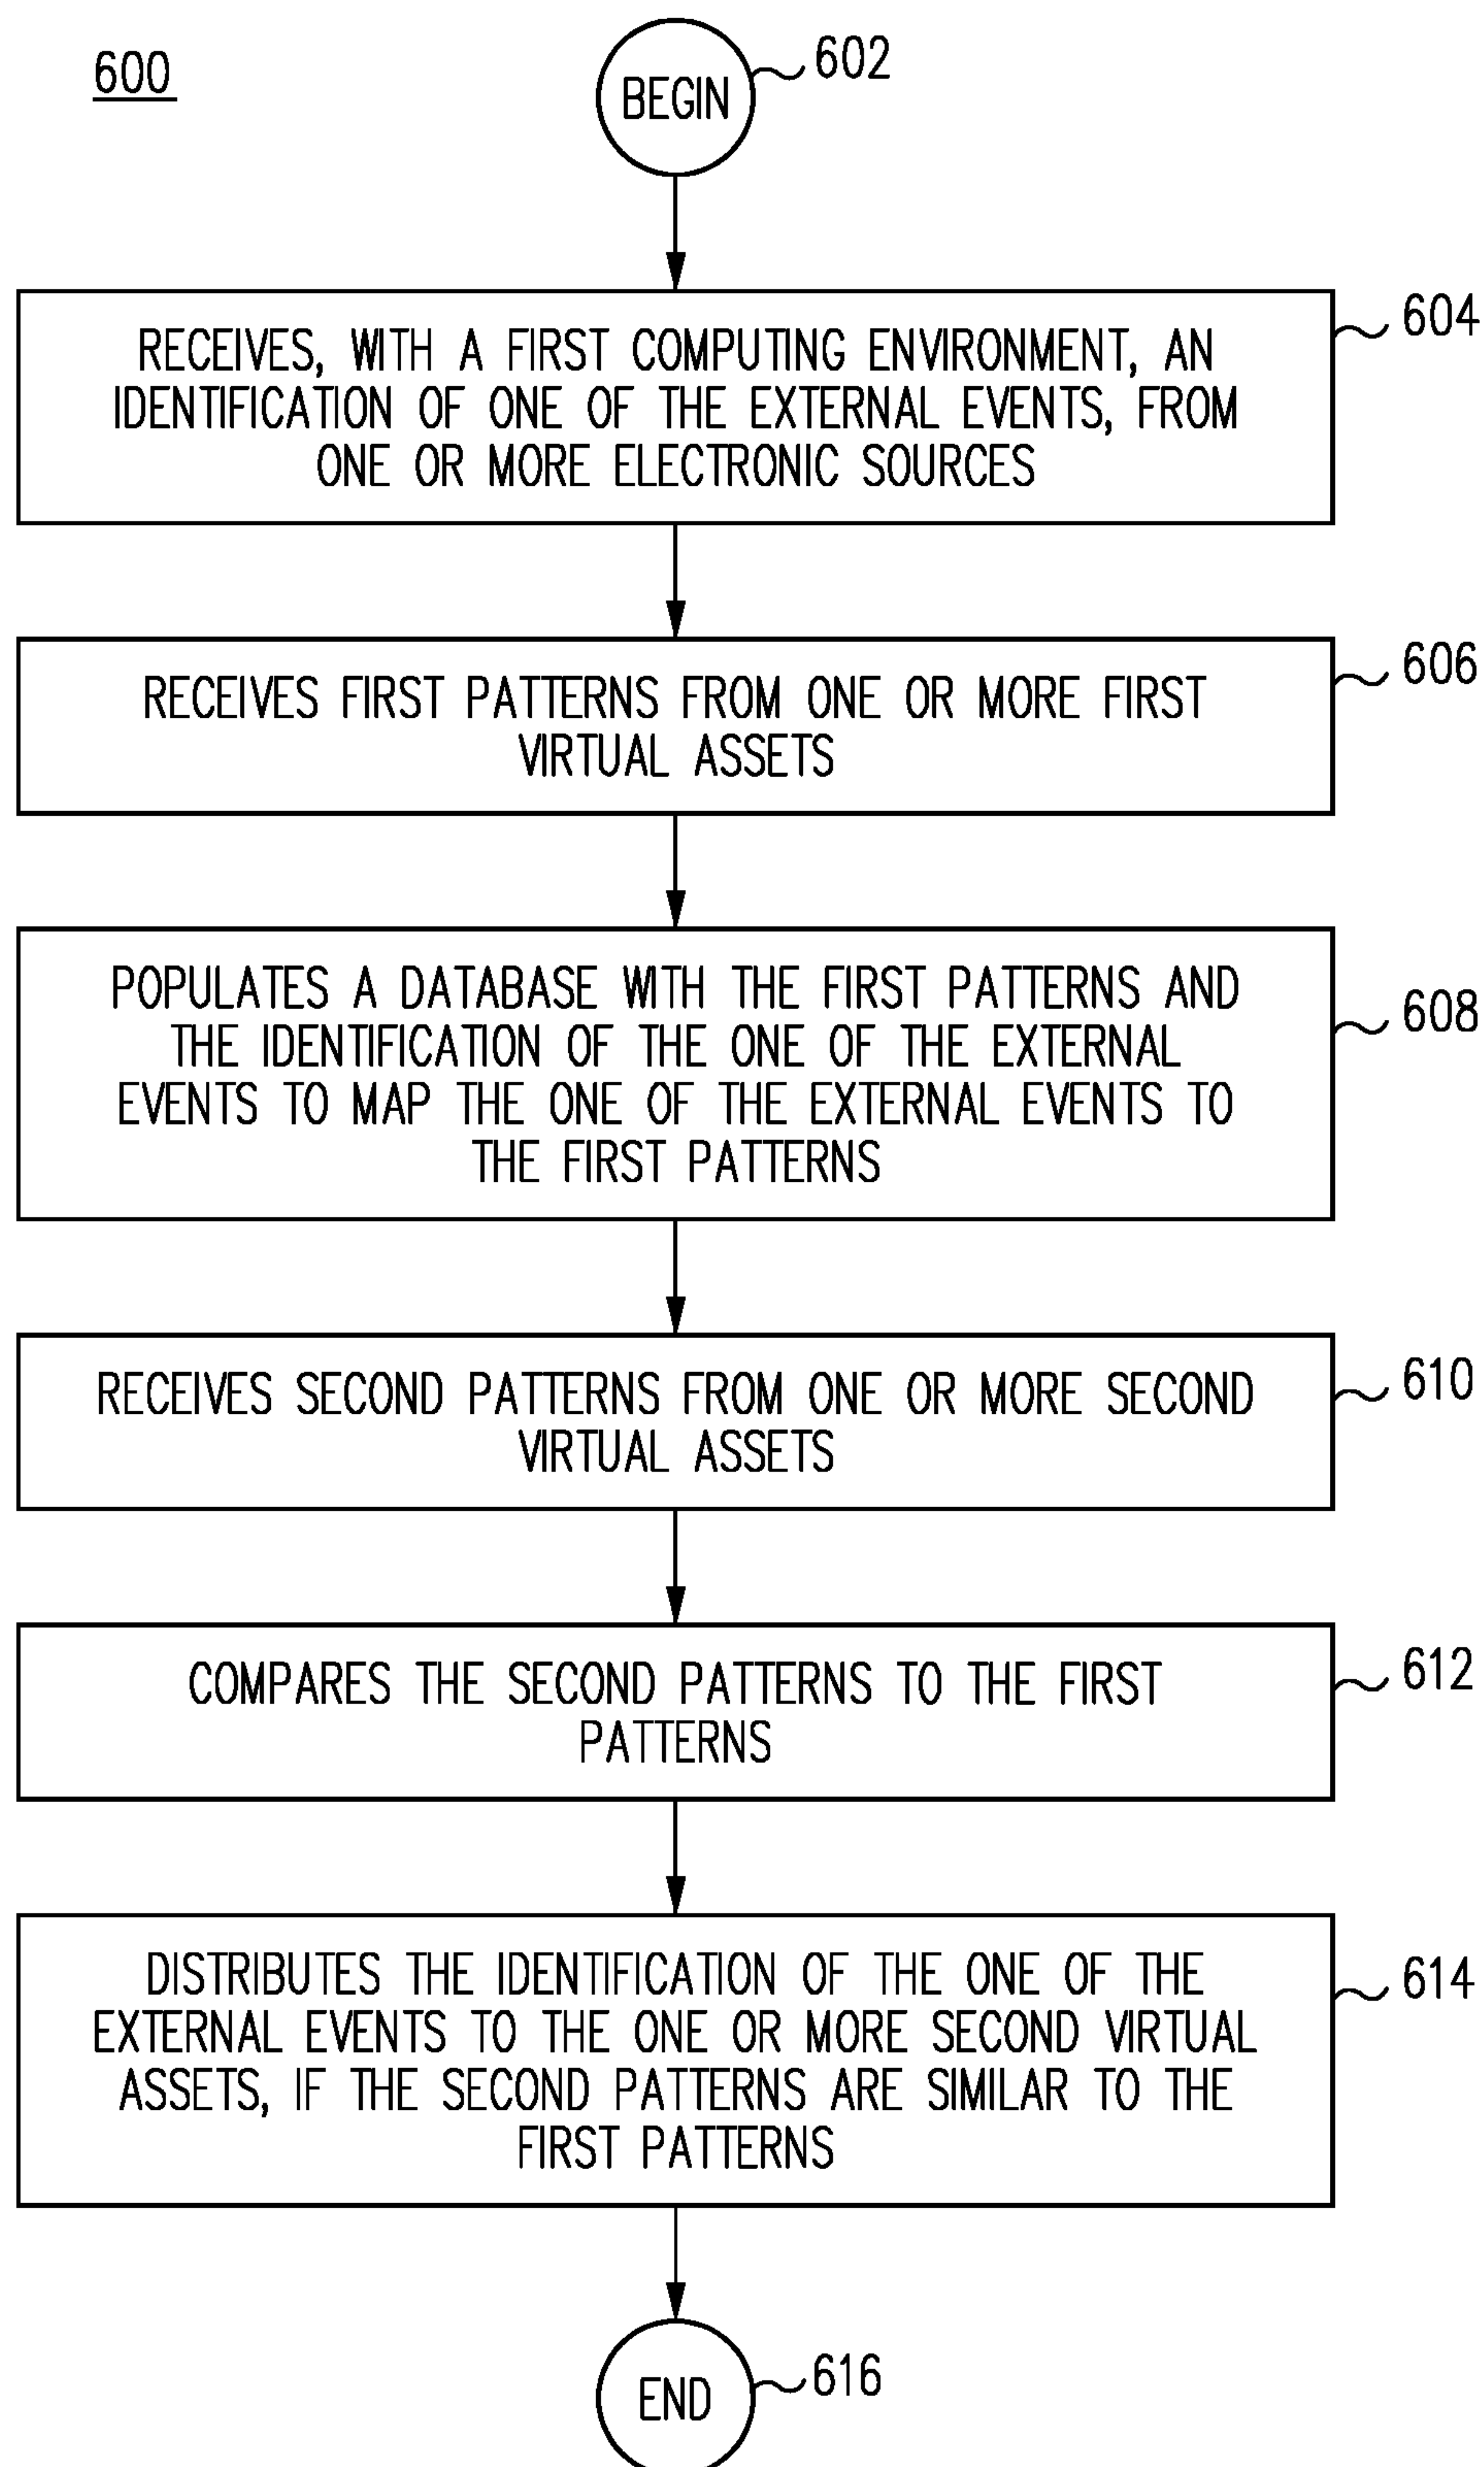 600
BEGIN
602
RECEIVES, WITH A FIRST COMPUTING ENVIRONMENT, AN
IDENTIFICATION OF ONE OF THE EXTERNAL EVENTS, FROM
ONE OR MORE ELECTRONIC SOURCES
604
RECEIVES FIRST PATTERNS FROM ONE OR MORE FIRST
VIRTUAL ASSETS
606
POPULATES A DATABASE WITH THE FIRST PATTERNS AND
THE IDENTIFICATION OF THE ONE OF THE EXTERNAL
EVENTS TO MAP THE ONE OF THE EXTERNAL EVENTS TO
THE FIRST PATTERNS
608
RECEIVES SECOND PATTERNS FROM ONE OR MORE SECOND
VIRTUAL ASSETS
610
COMPARES THE SECOND PATTERNS TO THE FIRST
PATTERNS
612
DISTRIBUTES THE IDENTIFICATION OF THE ONE OF THE
EXTERNAL EVENTS TO THE ONE OR MORE SECOND VIRTUAL
ASSETS, IF THE SECOND PATTERNS ARE SIMILAR TO THE
FIRST PATTERNS
614
END
616